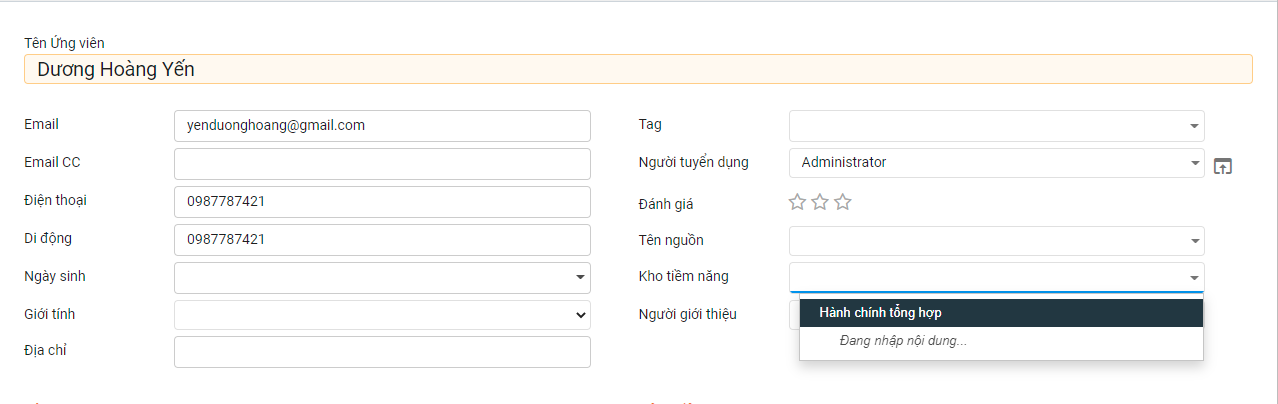 Tên Ứng viên
Dương Hoàng Yến
Email
yenduonghoang@gmail.com
Email CC
Điện thoại
0987787421
Di động
0987787421
Ngày sinh
Giới tính
Địa chỉ
Tag
Người tuyển dụng
Administrator
Đánh giá
Tên nguồn
Kho tiềm năng
Hành chính tổng hợp
Đang nhập nội dung...
Người giới thiệu